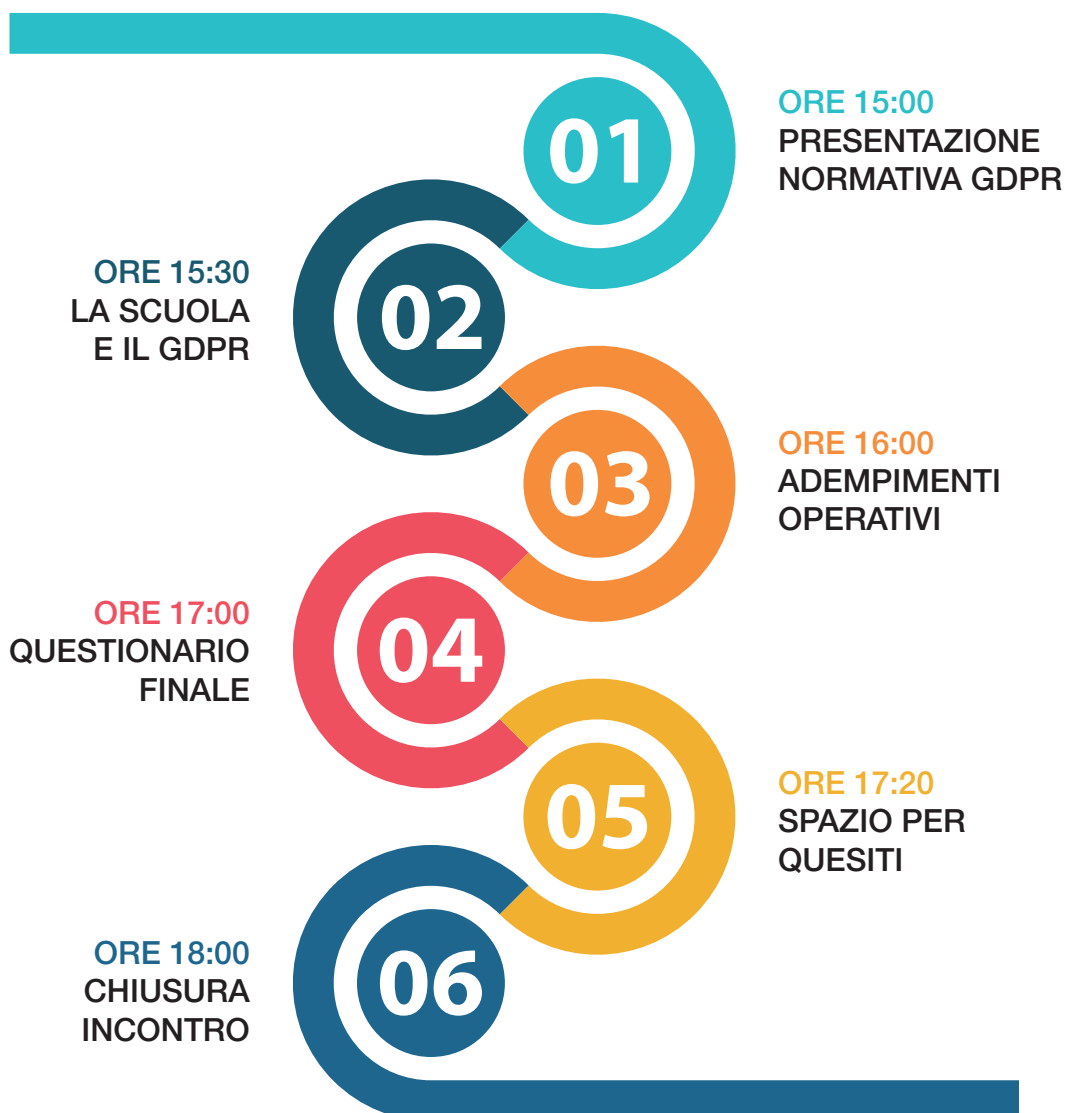 01
ORE 15:00
PRESENTAZIONE
NORMATIVA GDPR
02
ORE 15:30
LA SCUOLA
E IL GDPR
03
ORE 16:00
ADEMPIMENTI
OPERATIVI
04
ORE 17:00
QUESTIONARIO
FINALE
05
ORE 17:20
SPAZIO PER
QUESITI
06
ORE 18:00
CHIUSURA
INCONTRO